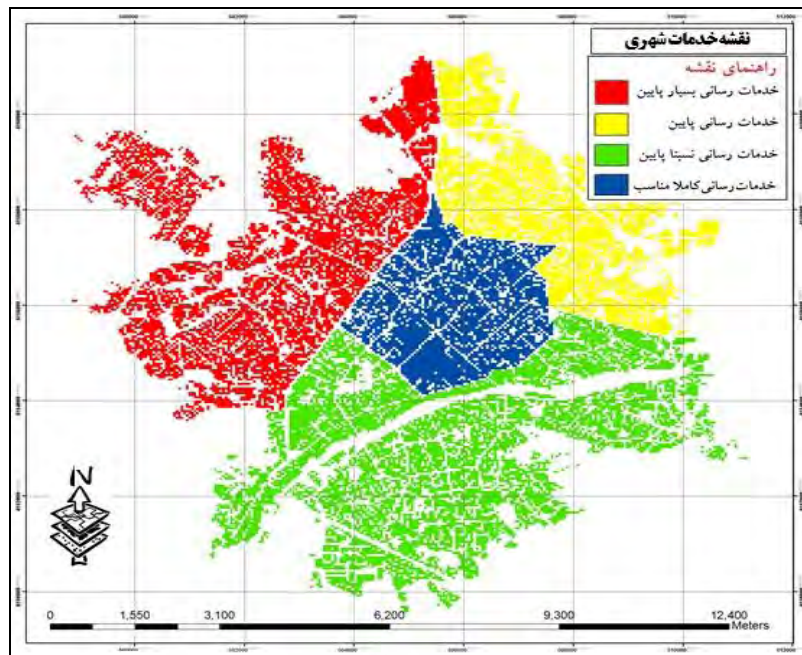 نقشه خدمات شهری
راهنمای نقشه
خدمات رسانی بسیار پایین
خدمات رسانی پایین
خدمات رسانی نسبتا پایین
خدمات رسانی کاملا مناسب
N
0 1,550 3,100 6,200 9,300 12,400
Meters